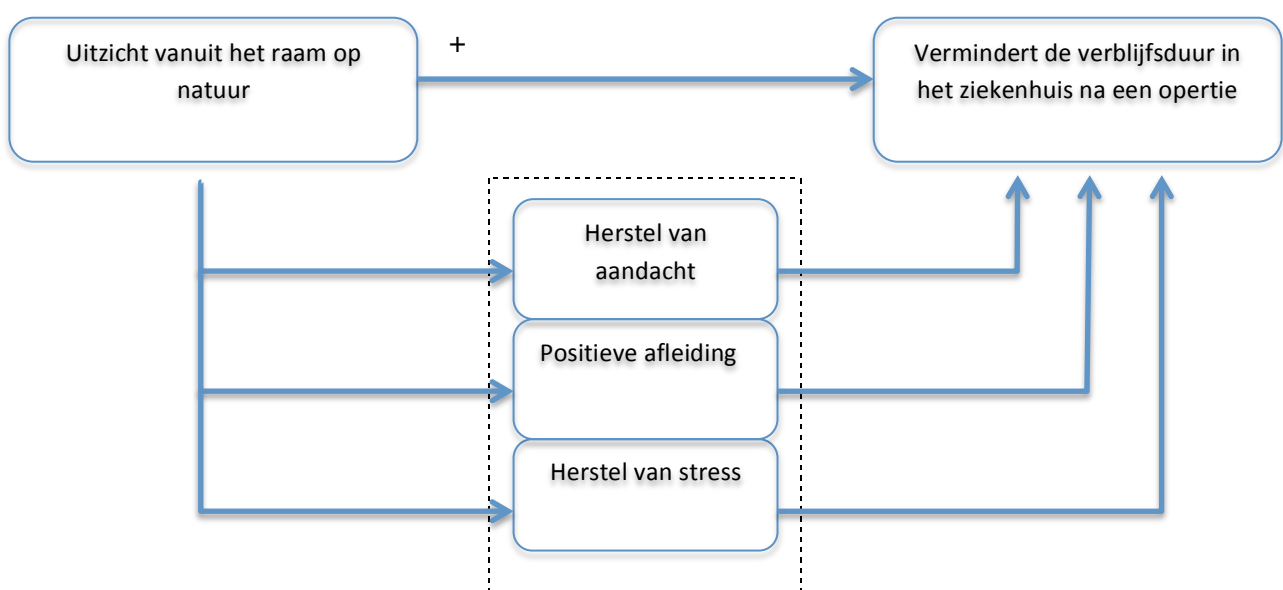 Uitzicht vanuit het raam op
natuur
+
Vermindert de verblijfsduur in
het ziekenhuis na een opertie
Herstel van
aandacht
Positieve afleiding
Herstel van stress